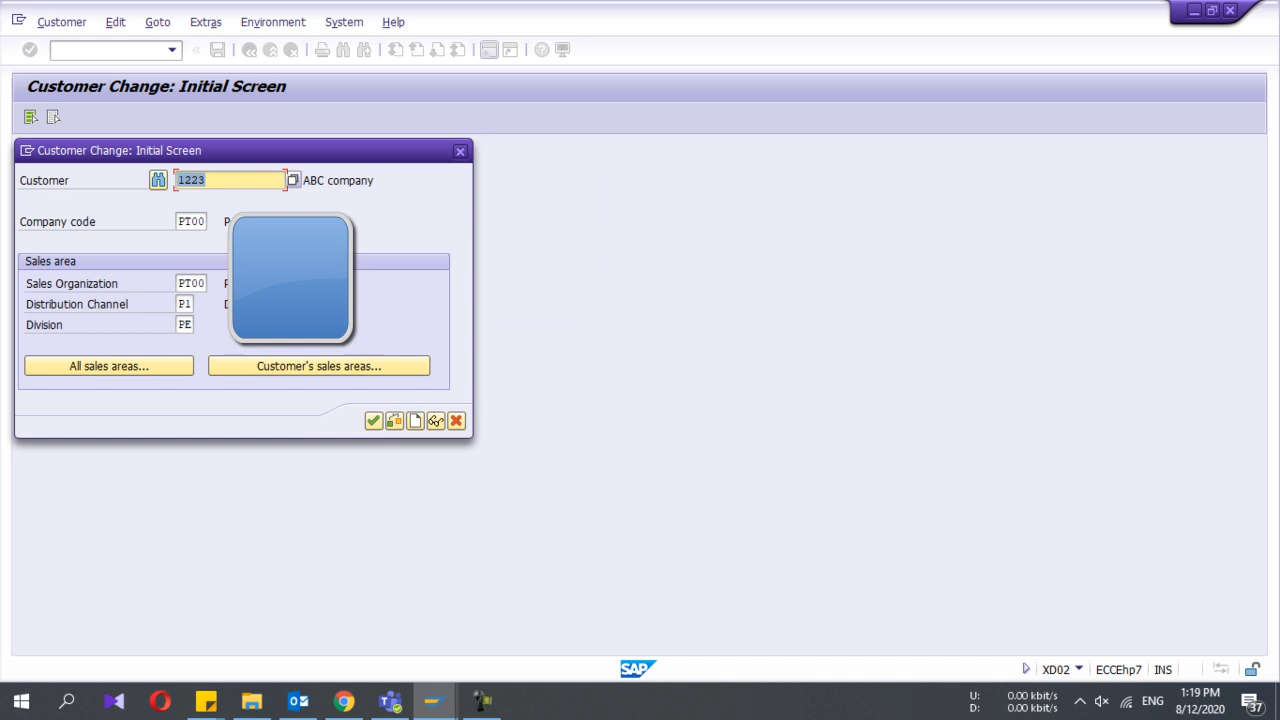 Customer Edit Goto Extras Environment System Help
Customer Change: Initial Screen
Customer Change: Initial Screen
Customer 1223 ABC company
Company code PT00 P
Sales area
Sales Organization PT00
Distribution Channel P1
Division PE
All sales areas... Customer's sales areas...
SAP XD02 ECCEhp7 INS
U: 0.00 kbit/s
D: 0.00 kbit/s
ENG
1:19 PM
8/12/2020
37